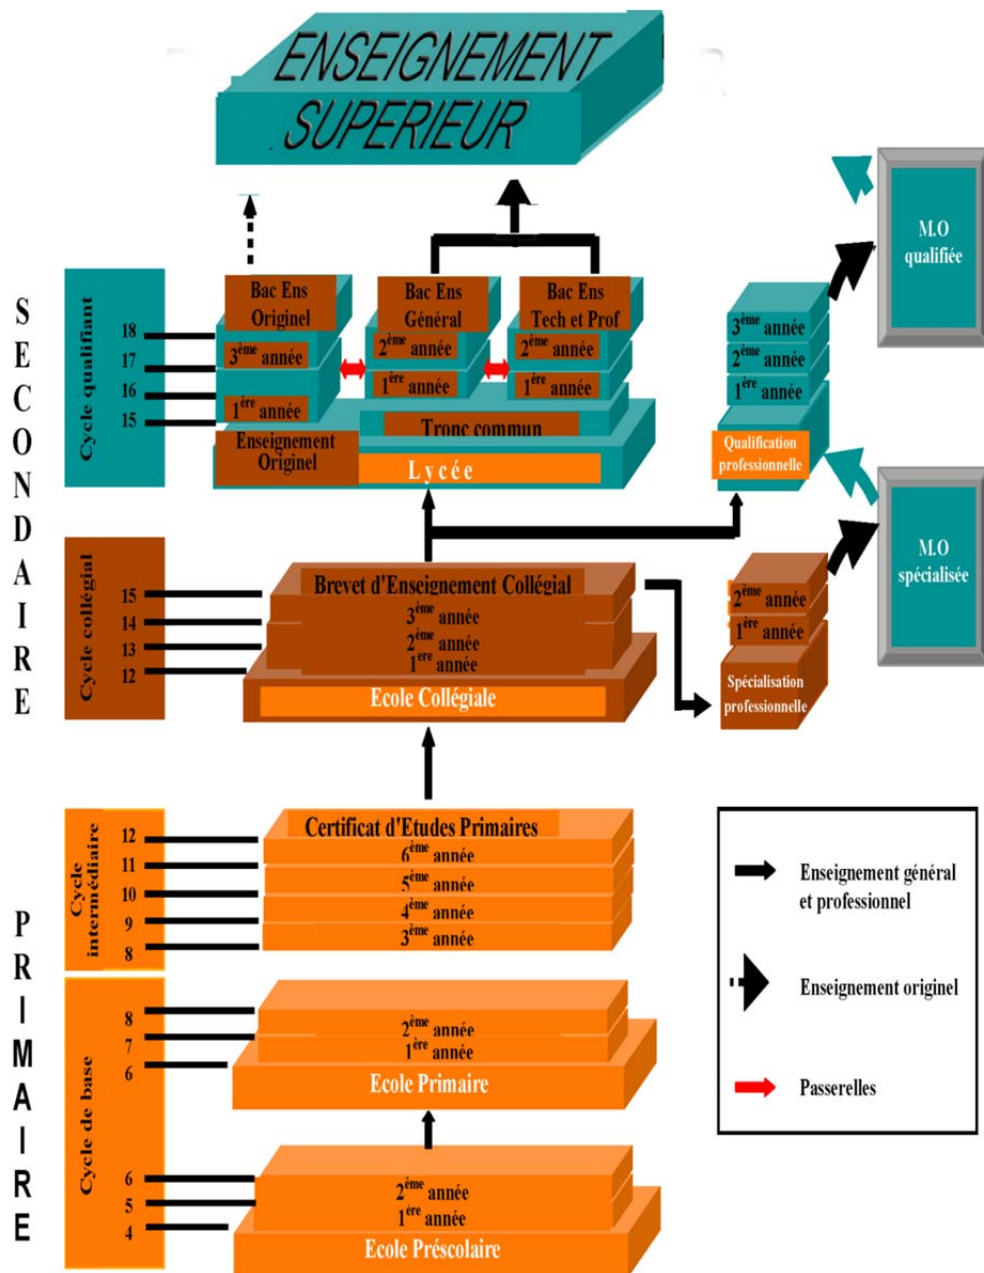 ENSEIGNEMENT
SUPERIEUR
SECONDAIRE
Cycle qualifiant
18
17
16
15
Bac Ens
Originel
3ème année
1ère année
Enseignement
Originel
Bac Ens
Général
2ème année
1ère année
Bac Ens
Tech et Prof
2ème année
1ère année
Tronc commun
Lycée
3ème année
2ème année
1ère année
Qualification
professionnelle
M.O
qualifiée
Cycle collégial
15
14
13
12
Brevet d'Enseignement Collégial
3ème année
2ème année
1ere année
Ecole Collégiale
2ème année
1ère année
Spécialisation
professionnelle
M.O
spécialisée
PRIMAIRE
Cycle
intermédiaire
12
11
10
9
8
Certificat d'Etudes Primaires
6ème année
5ème année
4ème année
3ème année
Cycle de base
8
7
6
2ème année
1ère année
Ecole Primaire
6
5
4
2ème année
1ère année
Ecole Préscolaire
Enseignement général
et professionnel
Enseignement originel
Passerelles